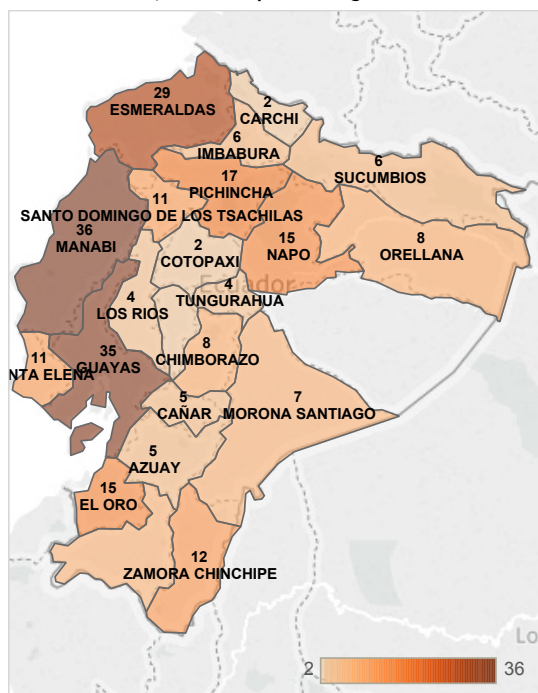 29
ESMERALDAS
2
CARCHI
6
IMBABURA
6
SUCUMBIOS
17
PICHINCHA
11
SANTO DOMINGO DE LOS TSACHILAS
36
MANABI
15
NAPO
8
ORELLANA
2
COTOPAXI
Ecuador
4
TUNGURAHUA
4
LOS RIOS
8
CHIMBORAZO
11
NTA ELENA
35
GUAYAS
5
CAÑAR
7
MORONA SANTIAGO
5
AZUAY
15
EL ORO
12
ZAMORA CHINCHIPE
Lo
2
36